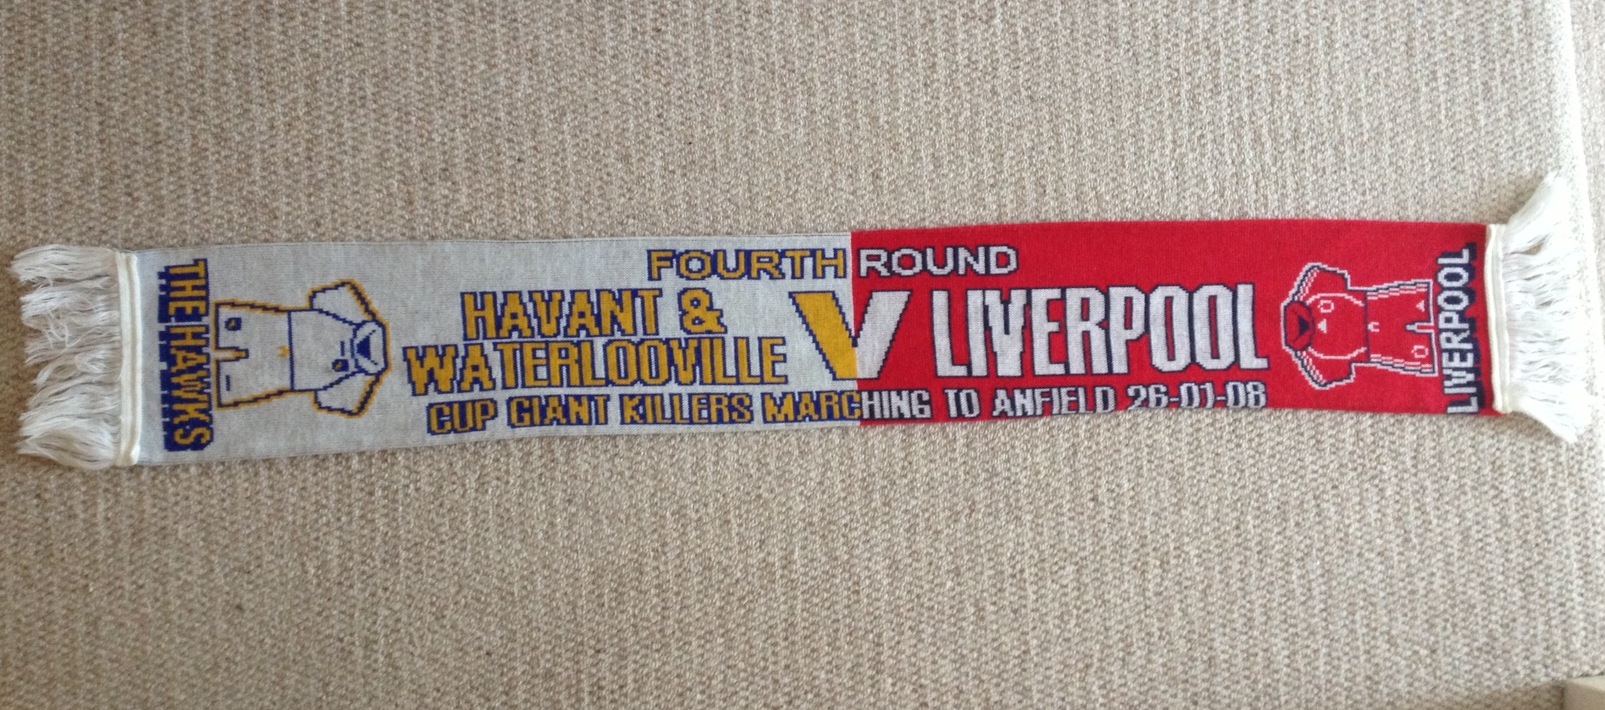 THE HAWKS
FOURTH ROUND
HAVANT &
WATERLOOVILLE
V LIVERPOOL
CUP GIANT KILLERS MARCHING TO ANFIELD 26-01-08
LIVERPOOL